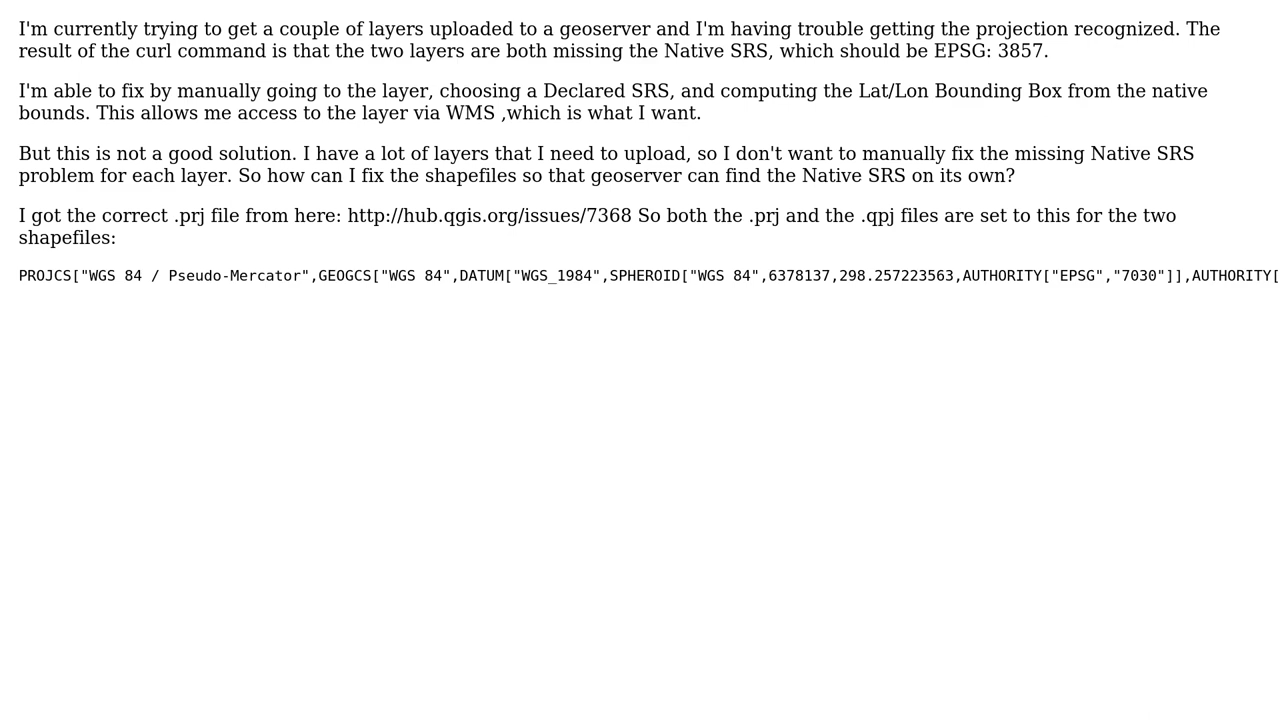 I'm currently trying to get a couple of layers uploaded to a geoserver and I'm having trouble getting the projection recognized. The
result of the curl command is that the two layers are both missing the Native SRS, which should be EPSG: 3857.
I'm able to fix by manually going to the layer, choosing a Declared SRS, and computing the Lat/Lon Bounding Box from the native
bounds. This allows me access to the layer via WMS ,which is what I want.
But this is not a good solution. I have a lot of layers that I need to upload, so I don't want to manually fix the missing Native SRS
problem for each layer. So how can I fix the shapefiles so that geoserver can find the Native SRS on its own?
I got the correct .prj file from here: http://hub.qgis.org/issues/7368 So both the .prj and the .qpj files are set to this for the two
shapefiles:
PROJCS["WGS 84 / Pseudo-Mercator",GEOGCS["WGS 84",DATUM["WGS_1984",SPHEROID["WGS 84",6378137,298.257223563,AUTHORITY["EPSG","7030"]],AUTHORITY[